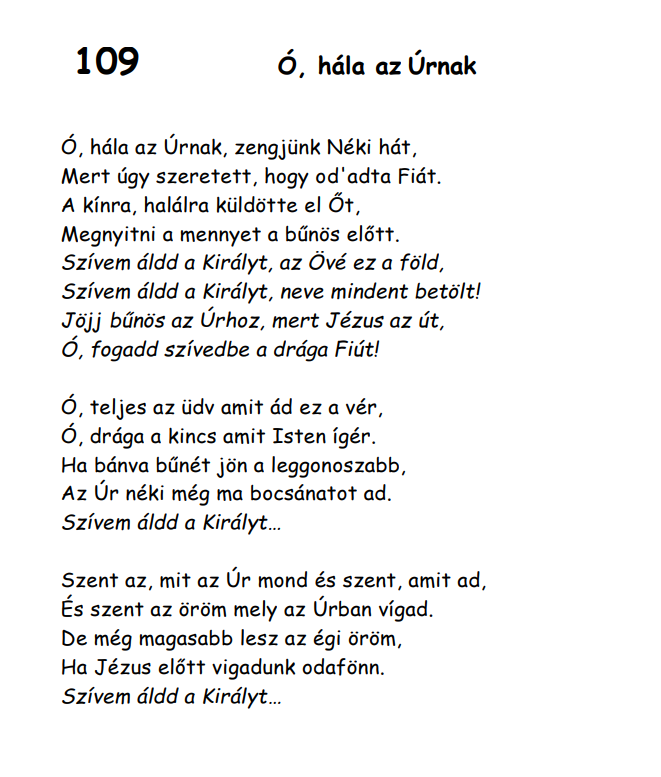 109 Ó, hála az Úrnak
Ó, hála az Úrnak, zengjünk Néki hát,
Mert úgy szeretett, hogy od'adta Fiát.
A kínra, halálra küldötte el Őt,
Megnyitni a mennyet a bűnös előtt.
Szívem áldd a Királyt, az Övé ez a föld,
Szívem áldd a Királyt, neve mindent betölt!
Jöjj bűnös az Úrhoz, mert Jézus az út,
Ó, fogadd szívedbe a drága Fiút!
Ó, teljes az üdv amit ád ez a vér,
Ó, drága a kincs amit Isten ígér.
Ha bánva bűnét jön a leggonoszabb,
Az Úr néki még ma bocsánatot ad.
Szívem áldd a Királyt…
Szent az, mit az Úr mond és szent, amit ad,
És szent az öröm mely az Úrban vígad.
De még magasabb lesz az égi öröm,
Ha Jézus előtt vigadunk odafönn.
Szívem áldd a Királyt…